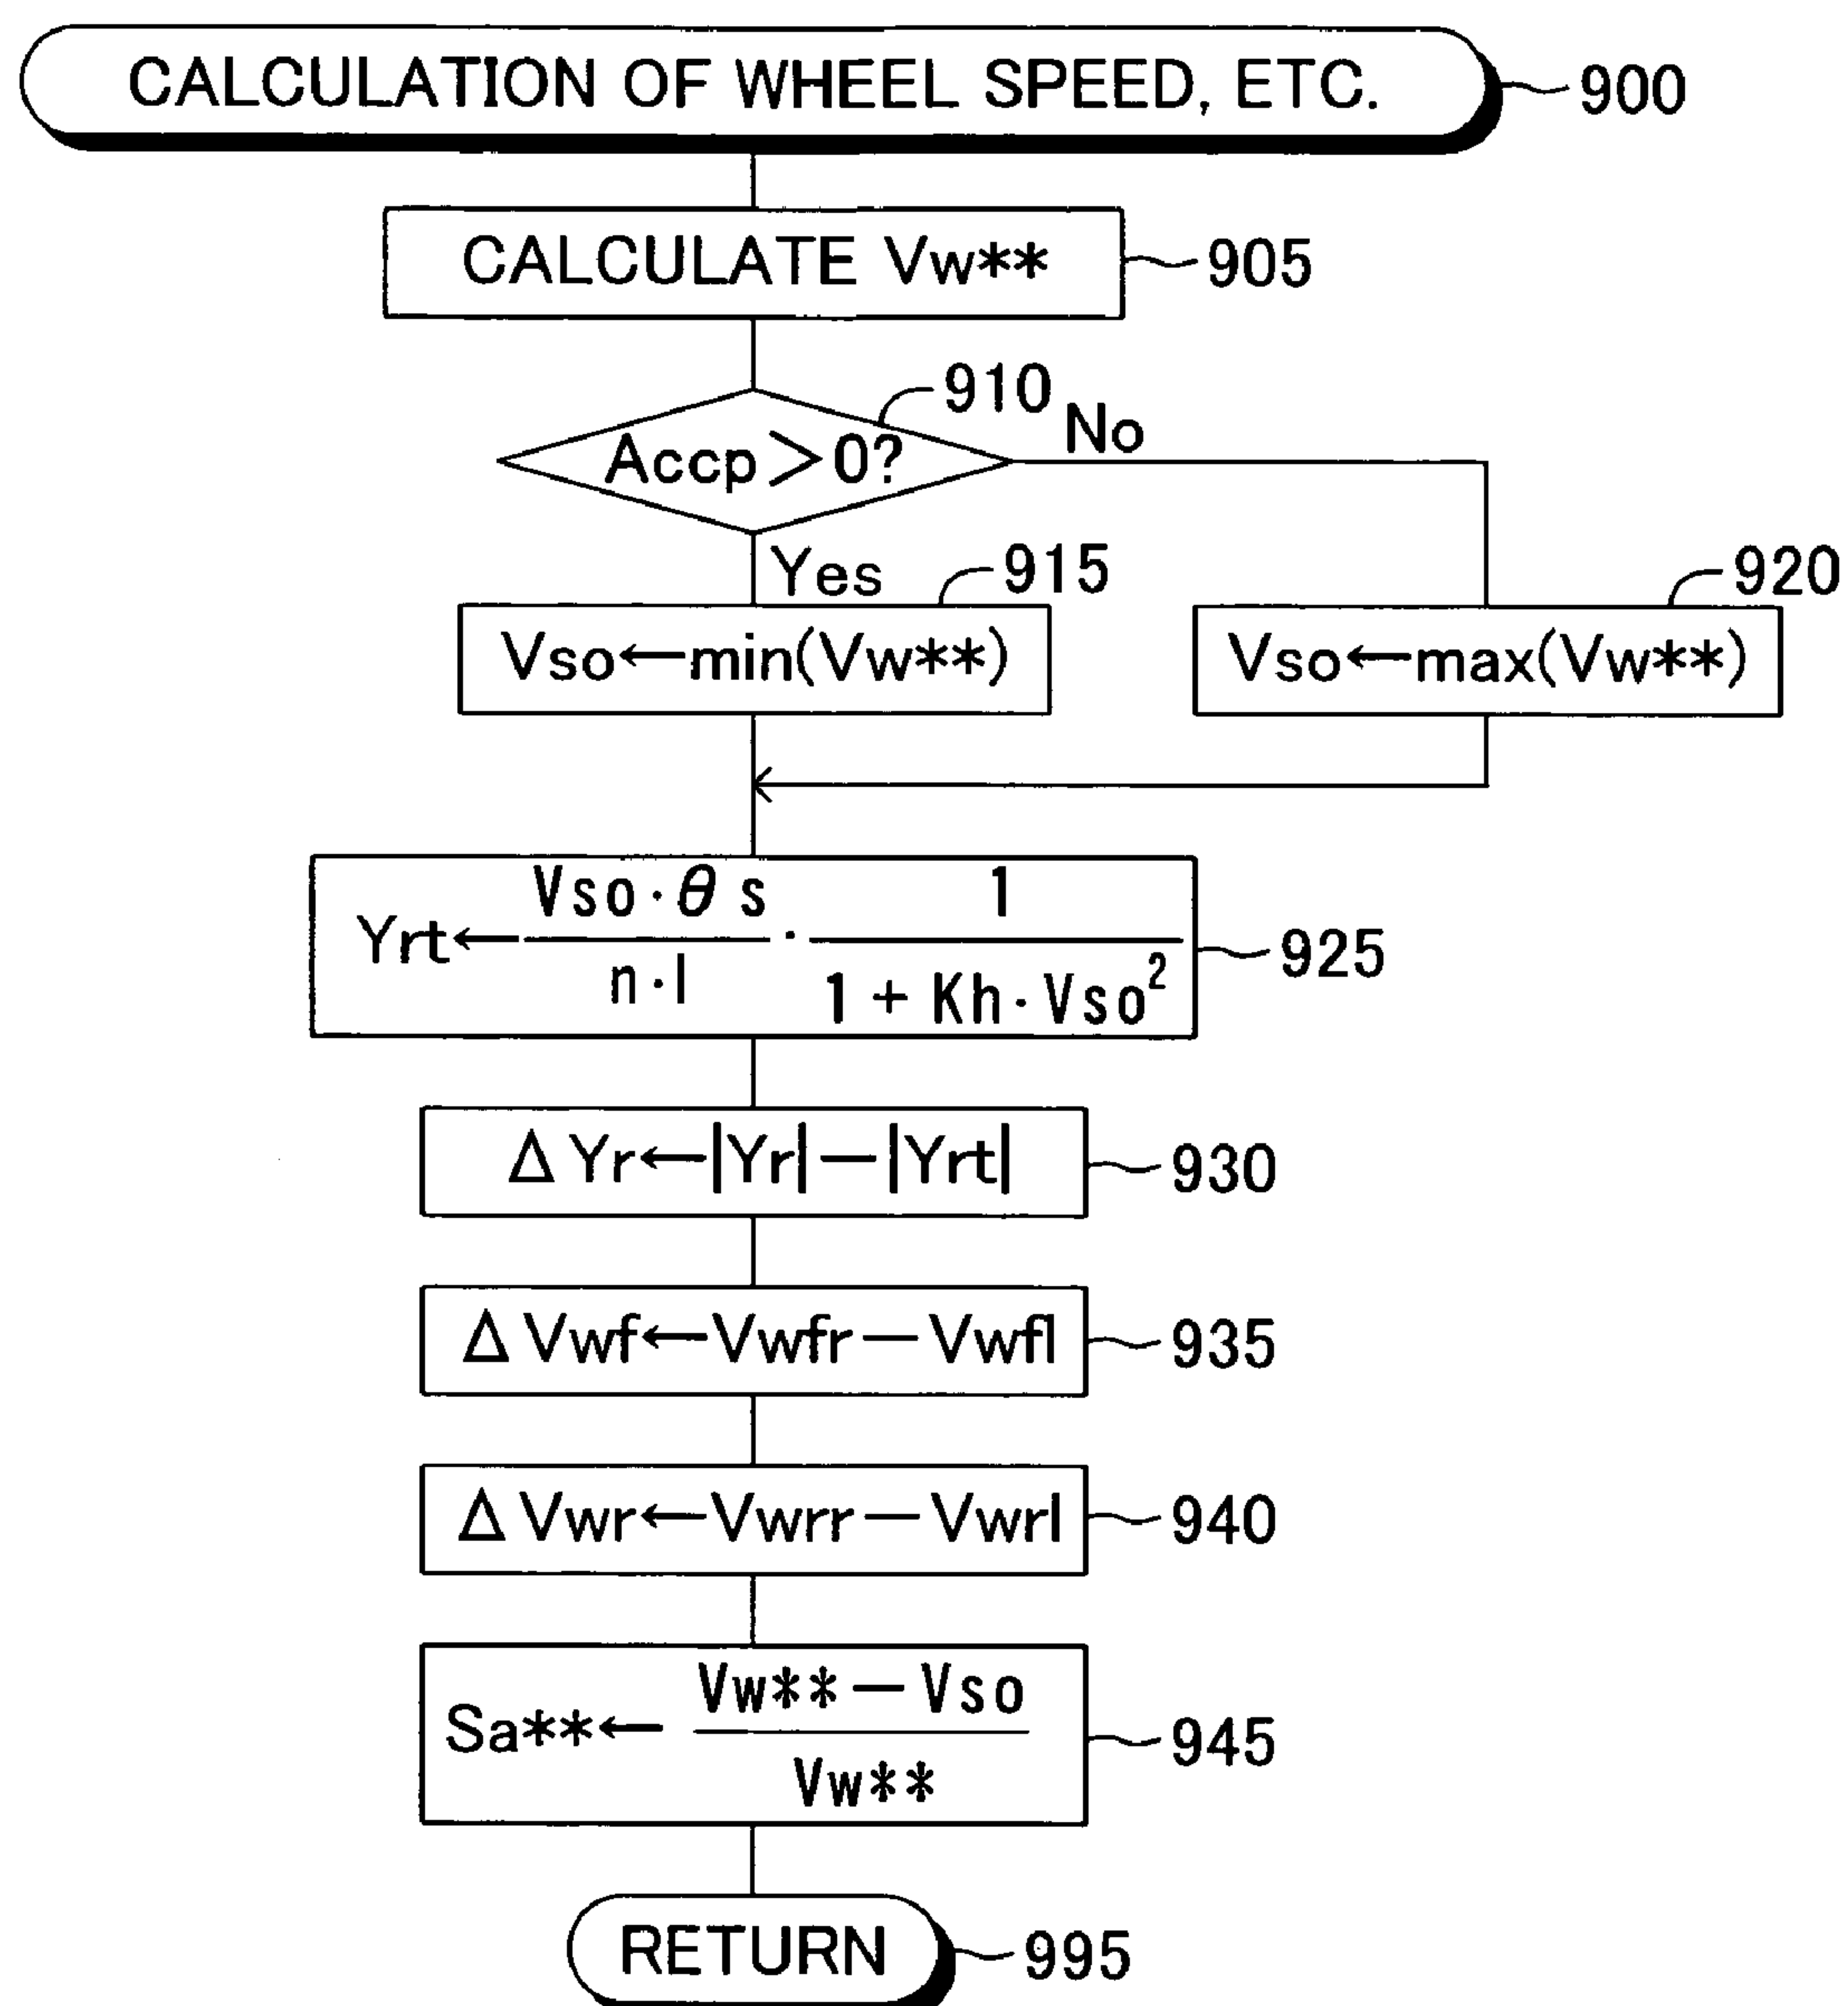 CALCULATION OF WHEEL SPEED, ETC.
900
CALCULATE Vw**
905
910
Accp>0?
No
Yes
915
920
Vso←min(Vw**)
Vso←max(Vw**)
Yrt← Vso·θs / n·l · 1 / 1+Kh·Vso²
925
ΔYr←|Yr|−|Yrt|
930
ΔVwf←Vwfr−Vwfl
935
ΔVwr←Vwrr−Vwrl
940
Sa**← Vw**−Vso / Vw**
945
RETURN
995